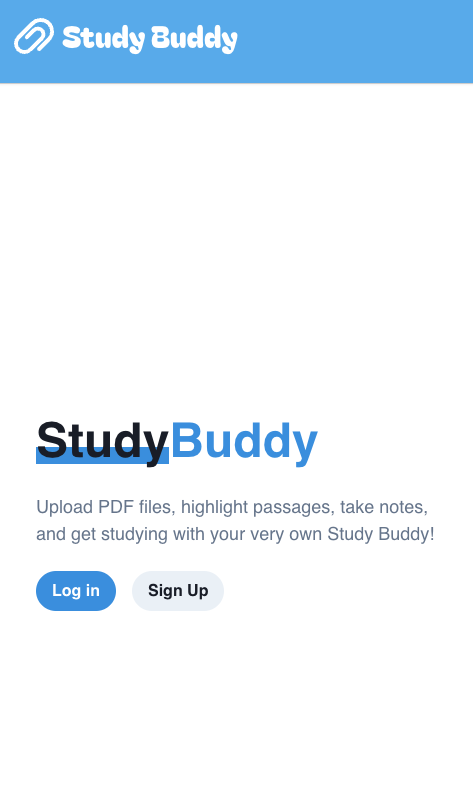 Study Buddy
StudyBuddy
Upload PDF files, highlight passages, take notes,
and get studying with your very own Study Buddy!
Log in
Sign Up